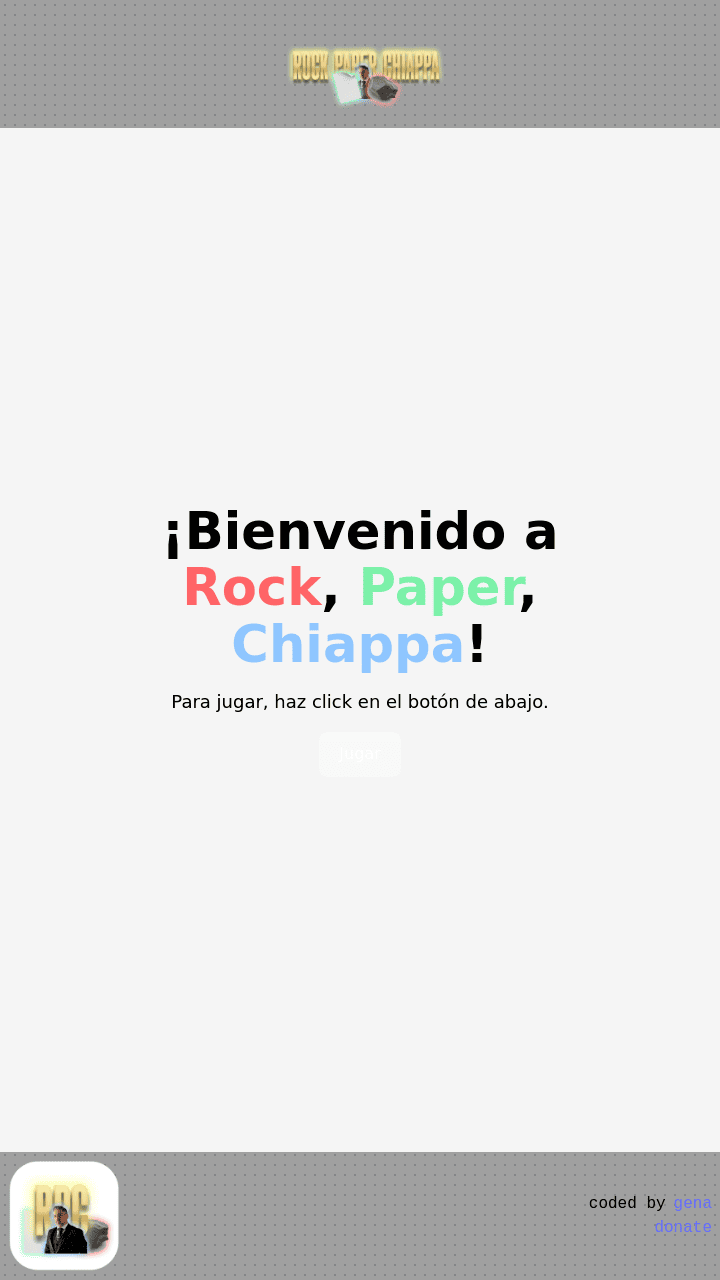 ROCK PAPER CHIAPPA
¡Bienvenido a
Rock, Paper,
Chiappa!
Para jugar, haz click en el botón de abajo.
Jugar
RPC
coded by gena
donate